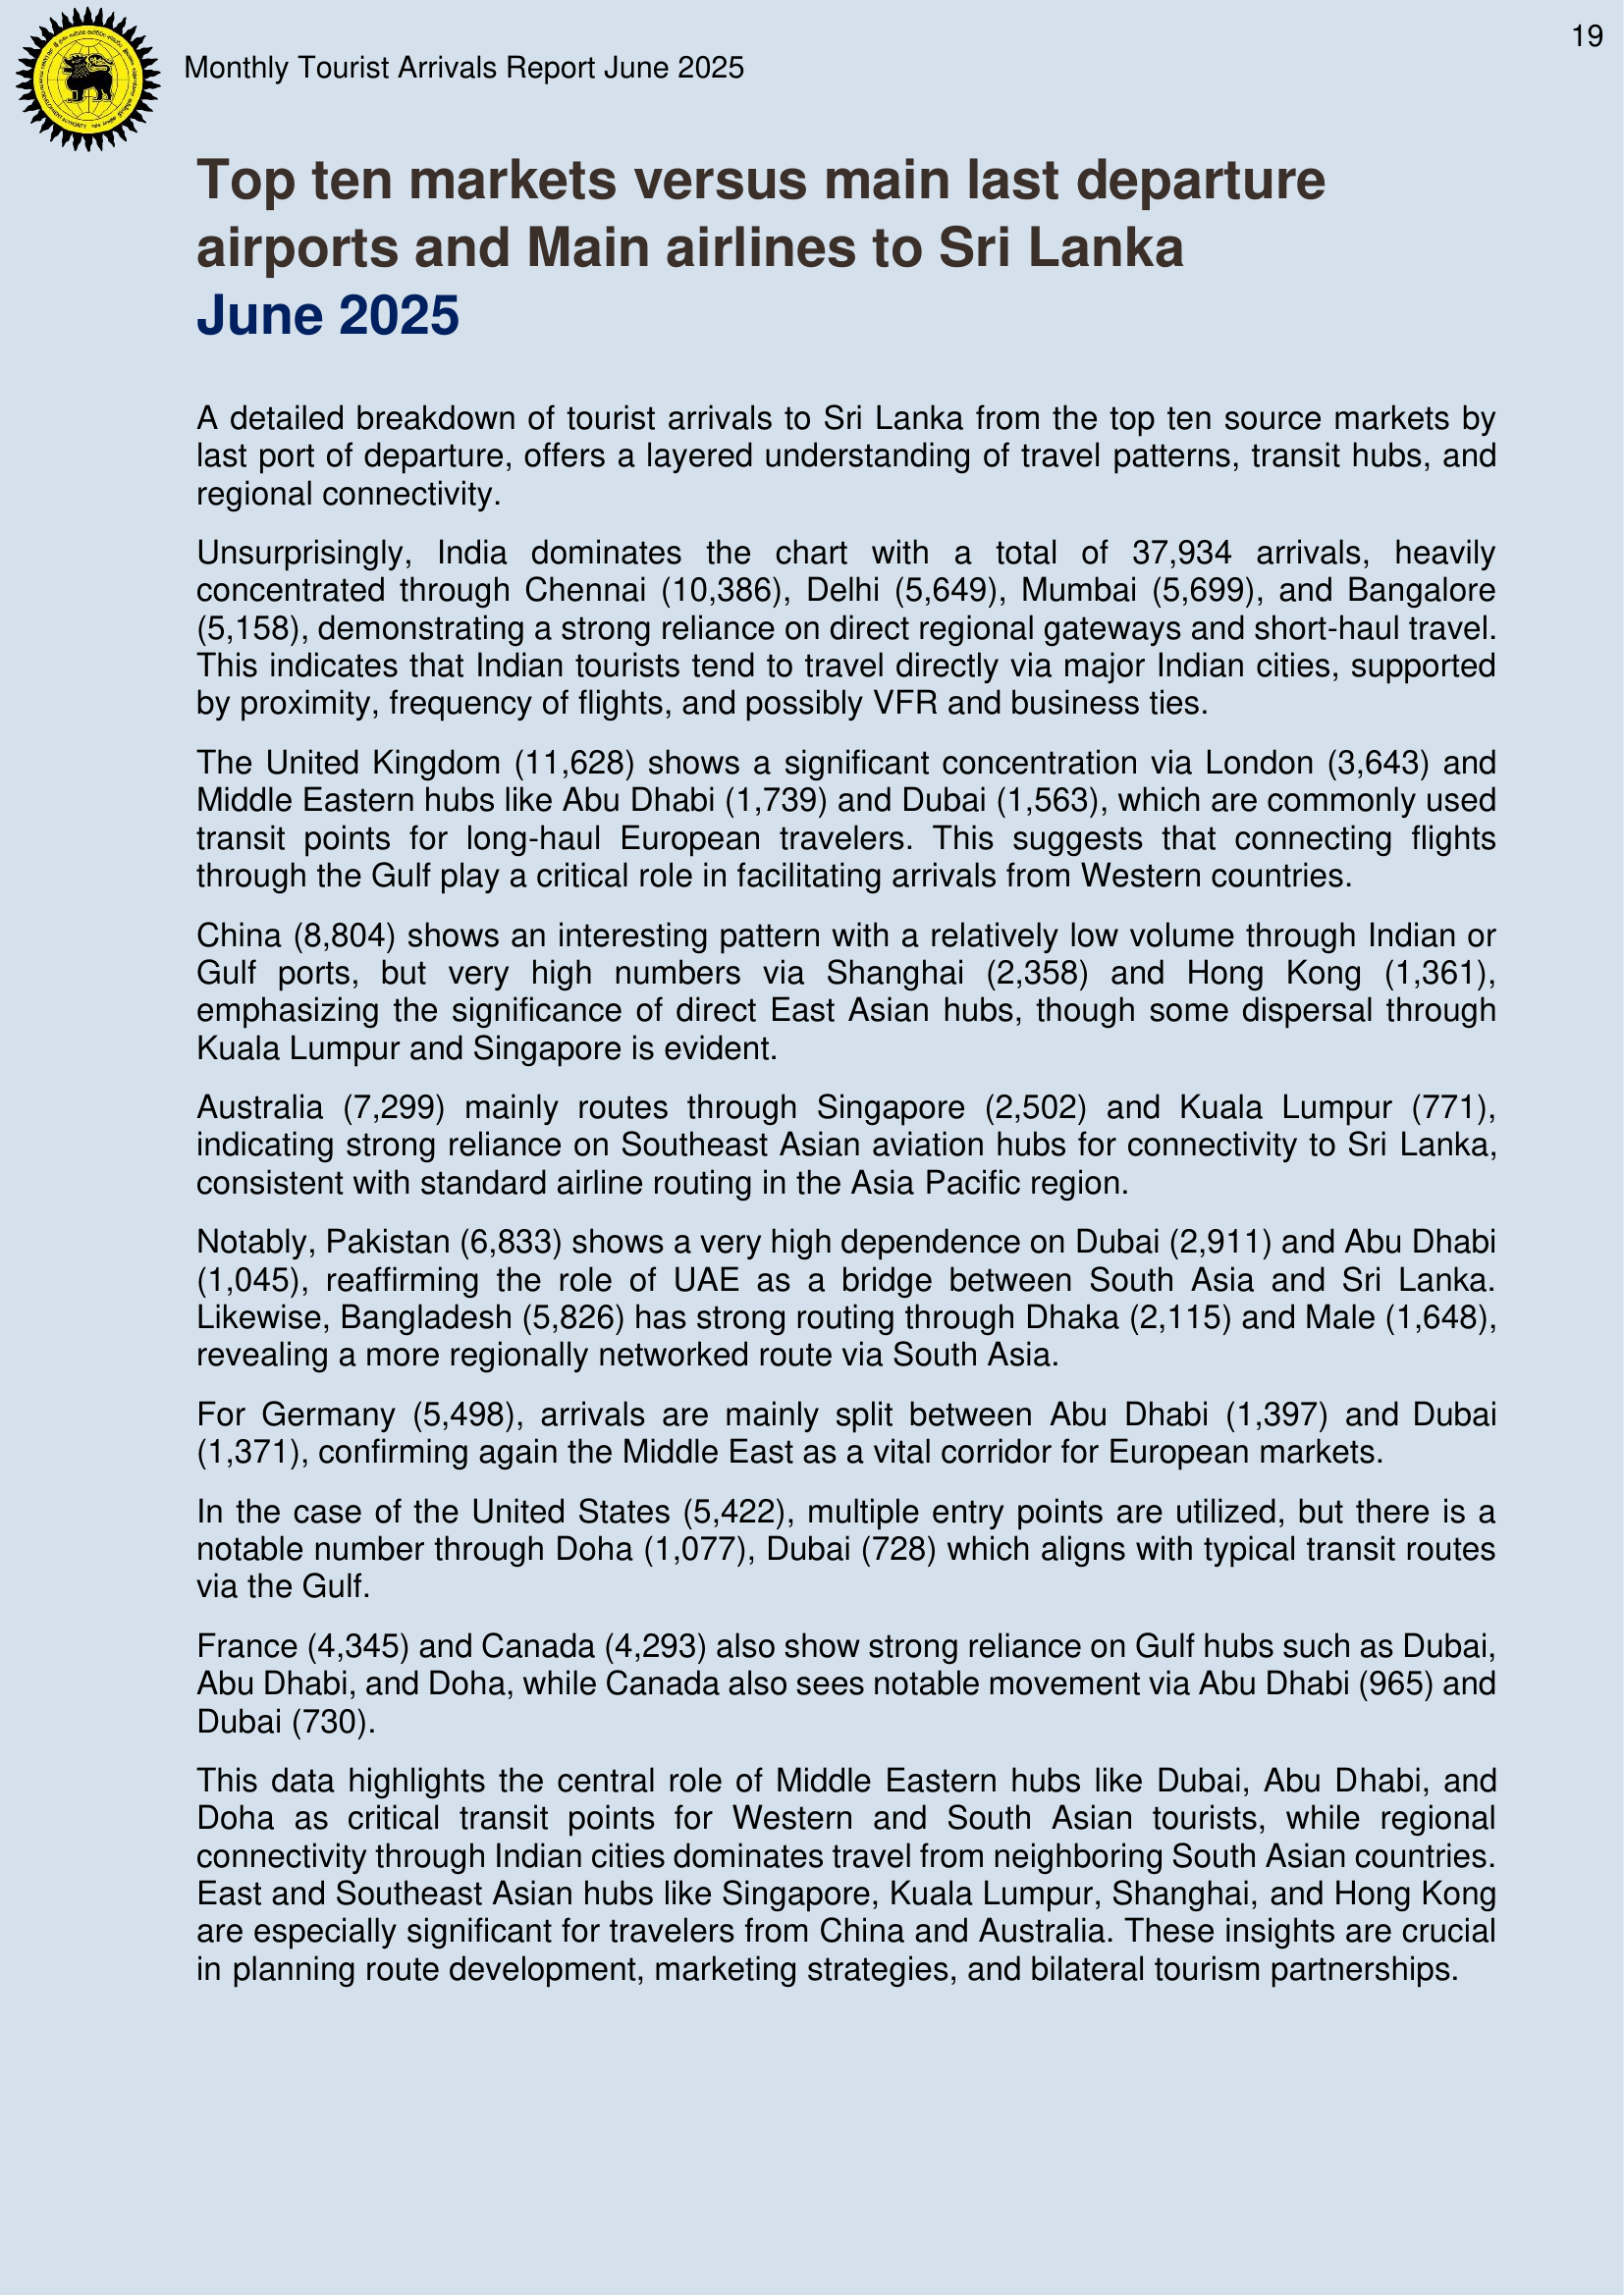 19
Monthly Tourist Arrivals Report June 2025
Top ten markets versus main last departure
airports and Main airlines to Sri Lanka
June 2025
A detailed breakdown of tourist arrivals to Sri Lanka from the top ten source markets by
last port of departure, offers a layered understanding of travel patterns, transit hubs, and
regional connectivity.
Unsurprisingly, India dominates the chart with a total of 37,934 arrivals, heavily
concentrated through Chennai (10,386), Delhi (5,649), Mumbai (5,699), and Bangalore
(5,158), demonstrating a strong reliance on direct regional gateways and short-haul travel.
This indicates that Indian tourists tend to travel directly via major Indian cities, supported
by proximity, frequency of flights, and possibly VFR and business ties.
The United Kingdom (11,628) shows a significant concentration via London (3,643) and
Middle Eastern hubs like Abu Dhabi (1,739) and Dubai (1,563), which are commonly used
transit points for long-haul European travelers. This suggests that connecting flights
through the Gulf play a critical role in facilitating arrivals from Western countries.
China (8,804) shows an interesting pattern with a relatively low volume through Indian or
Gulf ports, but very high numbers via Shanghai (2,358) and Hong Kong (1,361),
emphasizing the significance of direct East Asian hubs, though some dispersal through
Kuala Lumpur and Singapore is evident.
Australia (7,299) mainly routes through Singapore (2,502) and Kuala Lumpur (771),
indicating strong reliance on Southeast Asian aviation hubs for connectivity to Sri Lanka,
consistent with standard airline routing in the Asia Pacific region.
Notably, Pakistan (6,833) shows a very high dependence on Dubai (2,911) and Abu Dhabi
(1,045), reaffirming the role of UAE as a bridge between South Asia and Sri Lanka.
Likewise, Bangladesh (5,826) has strong routing through Dhaka (2,115) and Male (1,648),
revealing a more regionally networked route via South Asia.
For Germany (5,498), arrivals are mainly split between Abu Dhabi (1,397) and Dubai
(1,371), confirming again the Middle East as a vital corridor for European markets.
In the case of the United States (5,422), multiple entry points are utilized, but there is a
notable number through Doha (1,077), Dubai (728) which aligns with typical transit routes
via the Gulf.
France (4,345) and Canada (4,293) also show strong reliance on Gulf hubs such as Dubai,
Abu Dhabi, and Doha, while Canada also sees notable movement via Abu Dhabi (965) and
Dubai (730).
This data highlights the central role of Middle Eastern hubs like Dubai, Abu Dhabi, and
Doha as critical transit points for Western and South Asian tourists, while regional
connectivity through Indian cities dominates travel from neighboring South Asian countries.
East and Southeast Asian hubs like Singapore, Kuala Lumpur, Shanghai, and Hong Kong
are especially significant for travelers from China and Australia. These insights are crucial
in planning route development, marketing strategies, and bilateral tourism partnerships.